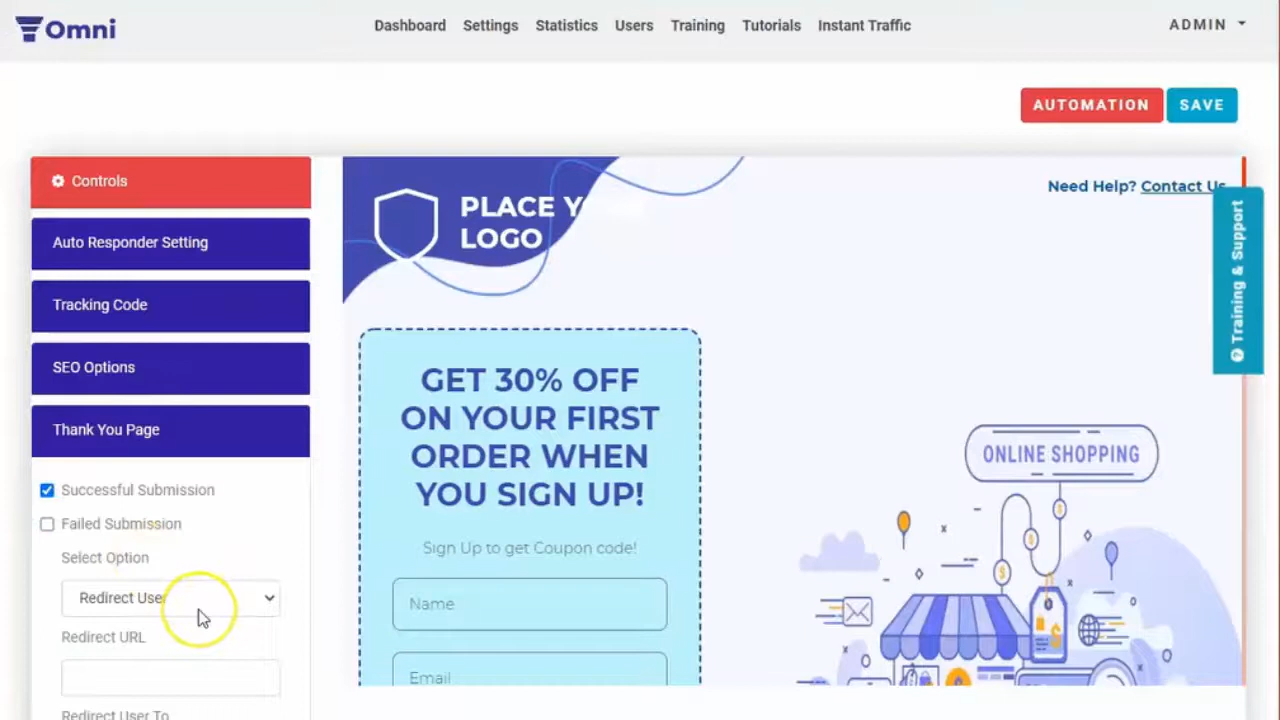 Omni
Dashboard Settings Statistics Users Training Tutorials Instant Traffic
ADMIN
AUTOMATION SAVE
Controls
Auto Responder Setting
Tracking Code
SEO Options
Thank You Page
Successful Submission
Failed Submission
Select Option
Redirect User
Redirect URL
Redirect User To
PLACE Y
LOGO
Need Help? Contact Us
Training & Support
GET 30% OFF
ON YOUR FIRST
ORDER WHEN
YOU SIGN UP!
Sign Up to get Coupon code!
Name
Email
ONLINE SHOPPING